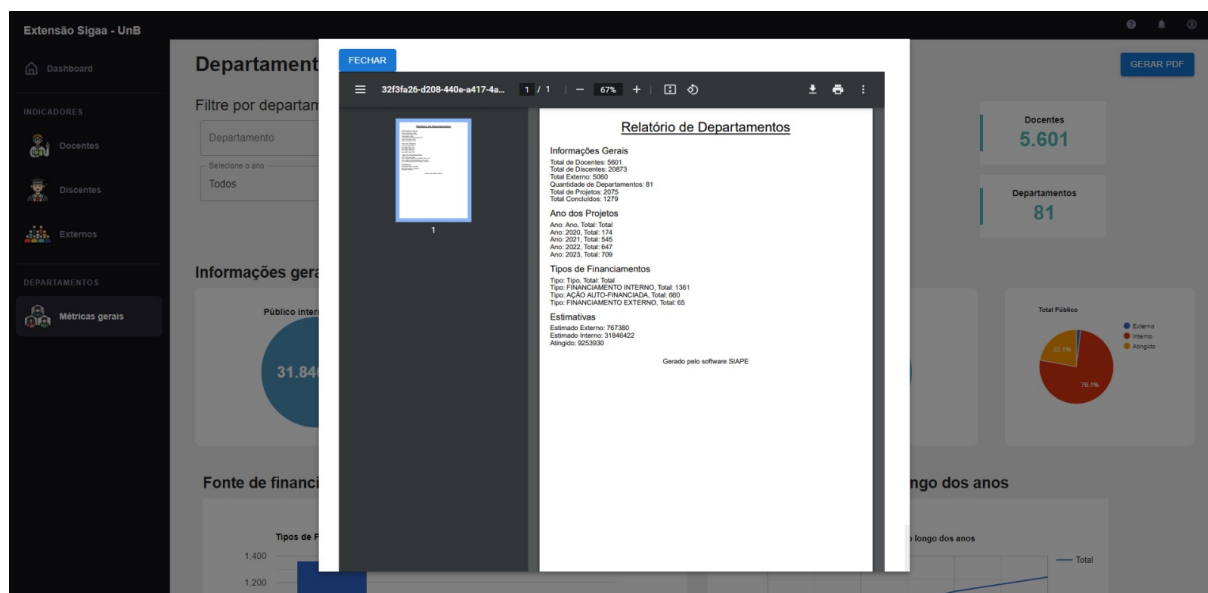 Extensão Sigaa - UnB
Dashboard
INDICADORES
Docentes
Discentes
Externos
DEPARTAMENTOS
Métricas gerais
Departament
GERAR PDF
Filtre por departam
Departamento
Selecione o ano
Todos
Docentes
5.601
Departamentos
81
Informações gera
Público inter
31.84
Total Público
Externo
Interno
Atingido
22.1%
76.1%
Fonte de financi
ngo dos anos
Tipos de F
1,400
1,200
o longo dos anos
Total
FECHAR
32f3fa26-d208-440e-a417-4a...
1 / 1
67%
1
Relatório de Departamentos
Informações Gerais
Total de Docentes: 5601
Total de Discentes: 20873
Total Externo: 5060
Quantidade de Departamentos: 81
Total de Projetos: 2075
Total Concluídos: 1279
Ano dos Projetos
Ano: Ano, Total: Total
Ano: 2020, Total: 174
Ano: 2021, Total: 545
Ano: 2022, Total: 647
Ano: 2023, Total: 709
Tipos de Financiamentos
Tipo: Tipo, Total: Total
Tipo: FINANCIAMENTO INTERNO, Total: 1361
Tipo: AÇÃO AUTO-FINANCIADA, Total: 660
Tipo: FINANCIAMENTO EXTERNO, Total: 65
Estimativas
Estimado Externo: 767380
Estimado Interno: 31846422
Atingido: 9253930
Gerado pelo software SIAPE